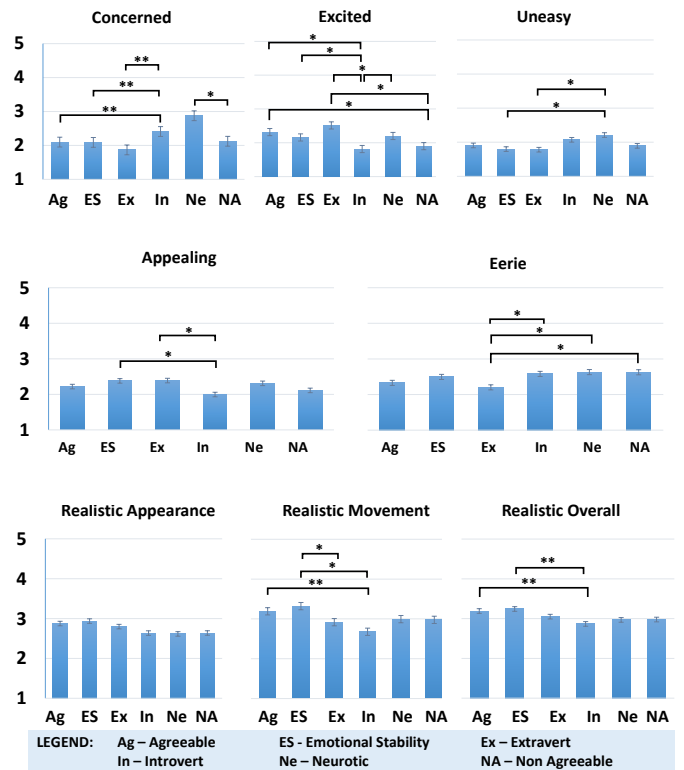 Concerned Excited Uneasy
5
4
3
2
1
** ** ** *
* * * * * *
* *
Ag ES Ex In Ne NA Ag ES Ex In Ne NA Ag ES Ex In Ne NA
Appealing Eerie
5
4
3
2
1
* *
* * *
Ag ES Ex In Ne NA Ag ES Ex In Ne NA
Realistic Appearance Realistic Movement Realistic Overall
5
4
3
2
1
* * **
** **
Ag ES Ex In Ne NA Ag ES Ex In Ne NA Ag ES Ex In Ne NA
LEGEND: Ag – Agreeable ES - Emotional Stability Ex – Extravert
In – Introvert Ne – Neurotic NA – Non Agreeable